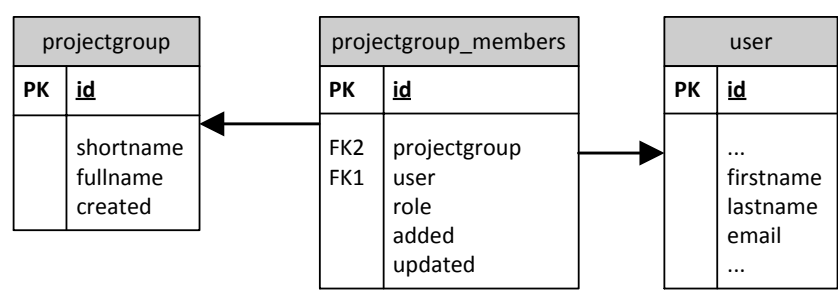 projectgroup
PK id
shortname
fullname
created
projectgroup_members
PK id
FK2 projectgroup
FK1 user
role
added
updated
user
PK id
...
firstname
lastname
email
...